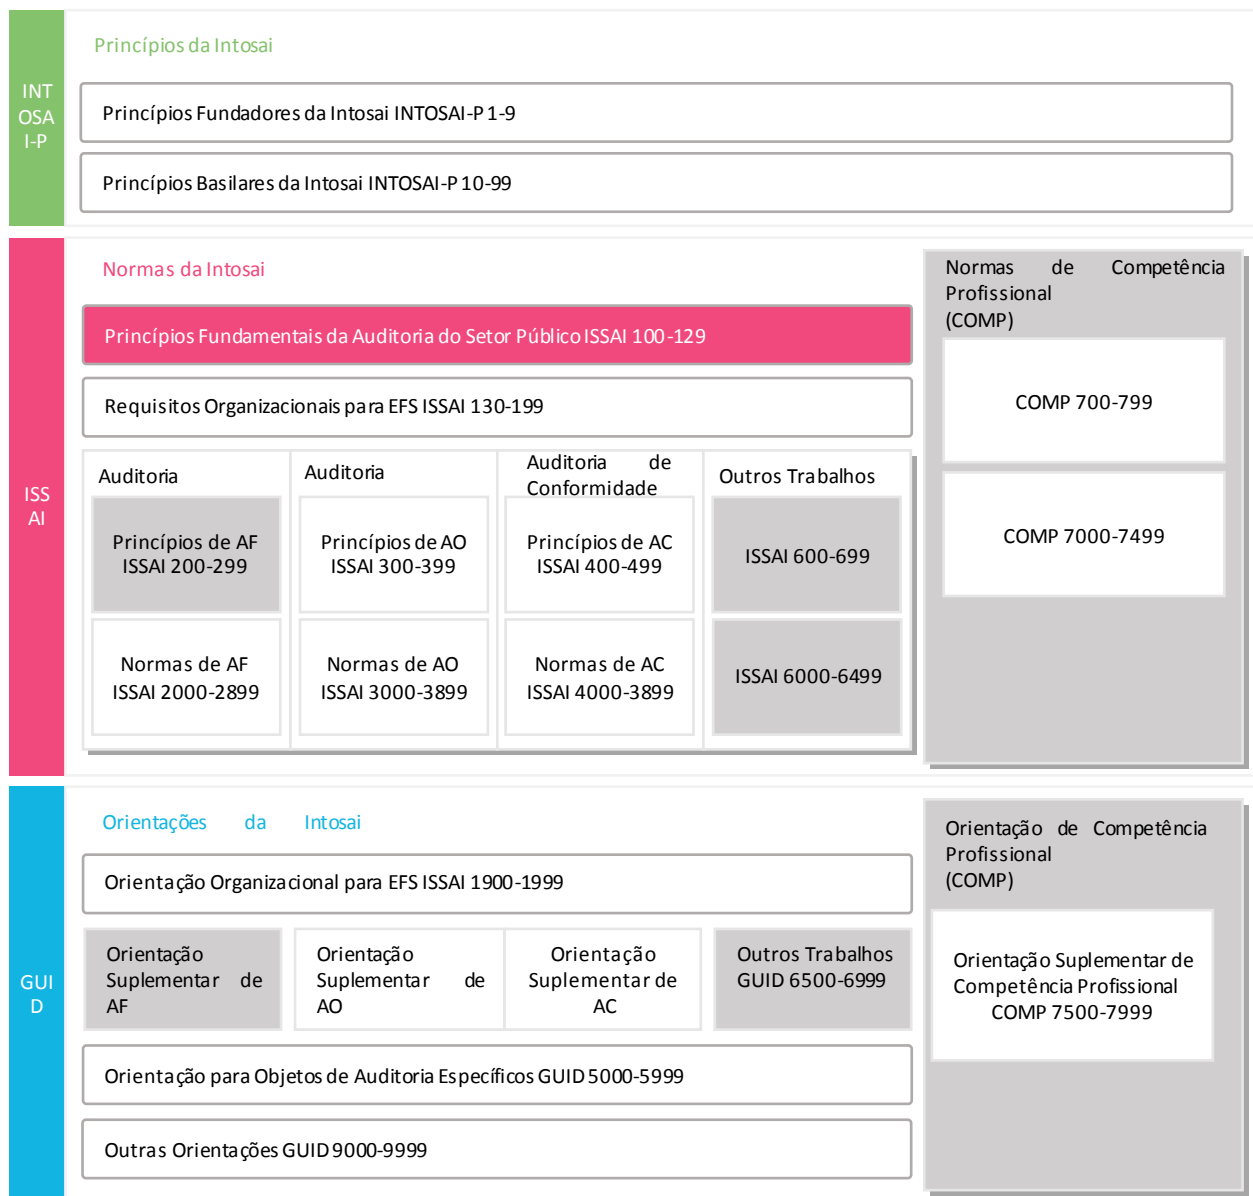 INT
OSA
I-P
Princípios da Intosai
Princípios Fundadores da Intosai INTOSAI-P 1-9
Princípios Basilares da Intosai INTOSAI-P 10-99
ISS
AI
Normas da Intosai
Princípios Fundamentais da Auditoria do Setor Público ISSAI 100-129
Requisitos Organizacionais para EFS ISSAI 130-199
Auditoria
Princípios de AF
ISSAI 200-299
Normas de AF
ISSAI 2000-2899
Auditoria
Princípios de AO
ISSAI 300-399
Normas de AO
ISSAI 3000-3899
Auditoria de
Conformidade
Princípios de AC
ISSAI 400-499
Normas de AC
ISSAI 4000-3899
Outros Trabalhos
ISSAI 600-699
ISSAI 6000-6499
Normas de Competência
Profissional
(COMP)
COMP 700-799
COMP 7000-7499
GUI
D
Orientações da Intosai
Orientação Organizacional para EFS ISSAI 1900-1999
Orientação
Suplementar de
AF
Orientação
Suplementar de
AO
Orientação
Suplementar de
AC
Outros Trabalhos
GUID 6500-6999
Orientação para Objetos de Auditoria Específicos GUID 5000-5999
Outras Orientações GUID 9000-9999
Orientação de Competência
Profissional
(COMP)
Orientação Suplementar de
Competência Profissional
COMP 7500-7999